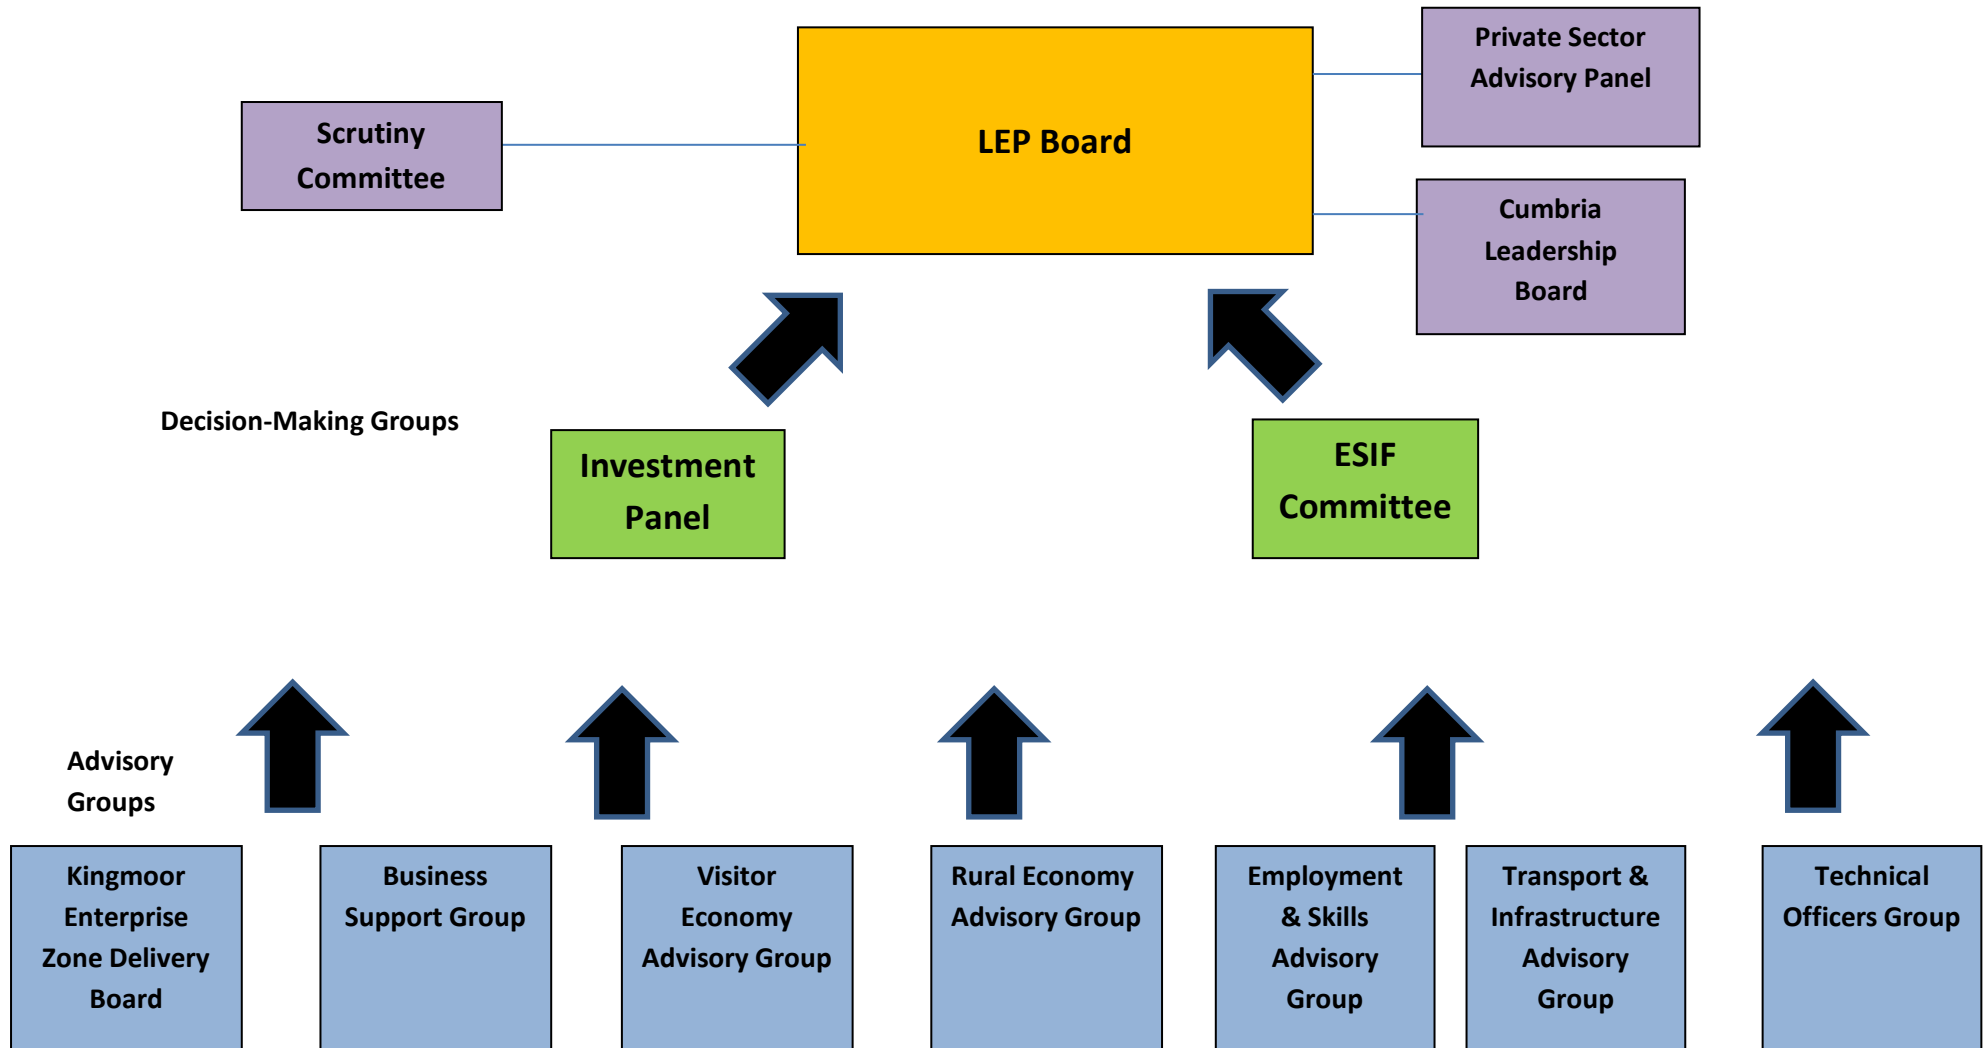 Private Sector
Advisory Panel
Scrutiny
Committee
LEP Board
Cumbria
Leadership
Board
Decision-Making Groups
Investment
Panel
ESIF
Committee
Advisory
Groups
Kingmoor
Enterprise
Zone Delivery
Board
Business
Support Group
Visitor
Economy
Advisory Group
Rural Economy
Advisory Group
Employment
& Skills
Advisory
Group
Transport &
Infrastructure
Advisory
Group
Technical
Officers Group